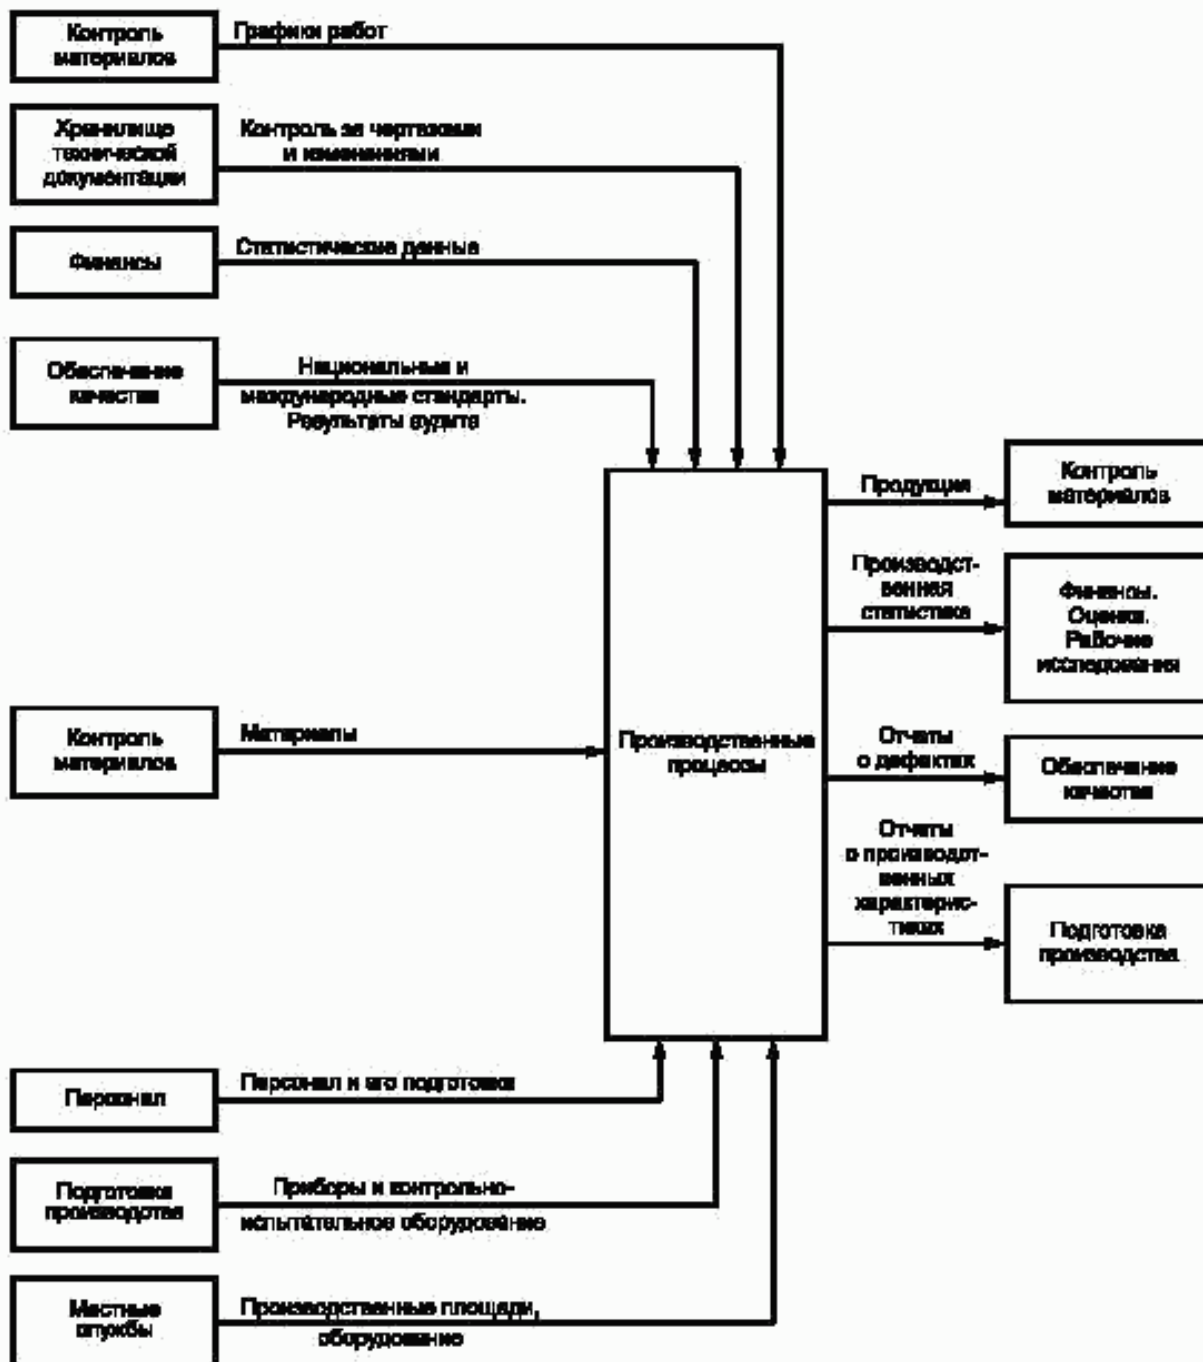 Контроль
материалов
Графики работ
Хранилище
технической
документации
Контроль за чертежами
и изменениями
Финансы
Статистические данные
Обеспечение
качества
Национальные и
международные стандарты.
Результаты аудита
Продукция
Контроль
материалов
Производст-
венная
статистика
Финансы.
Оценка.
Рабочие
исследования
Контроль
материалов
Материалы
Производственные
процессы
Отчеты
о дефектах
Обеспечение
качества
Отчеты
о производст-
венных
характерис-
тиках
Подготовка
производства
Персонал
Персонал и его подготовка
Подготовка
производства
Приборы и контрольно-
испытательное оборудование
Местные
службы
Производственные площади,
оборудование